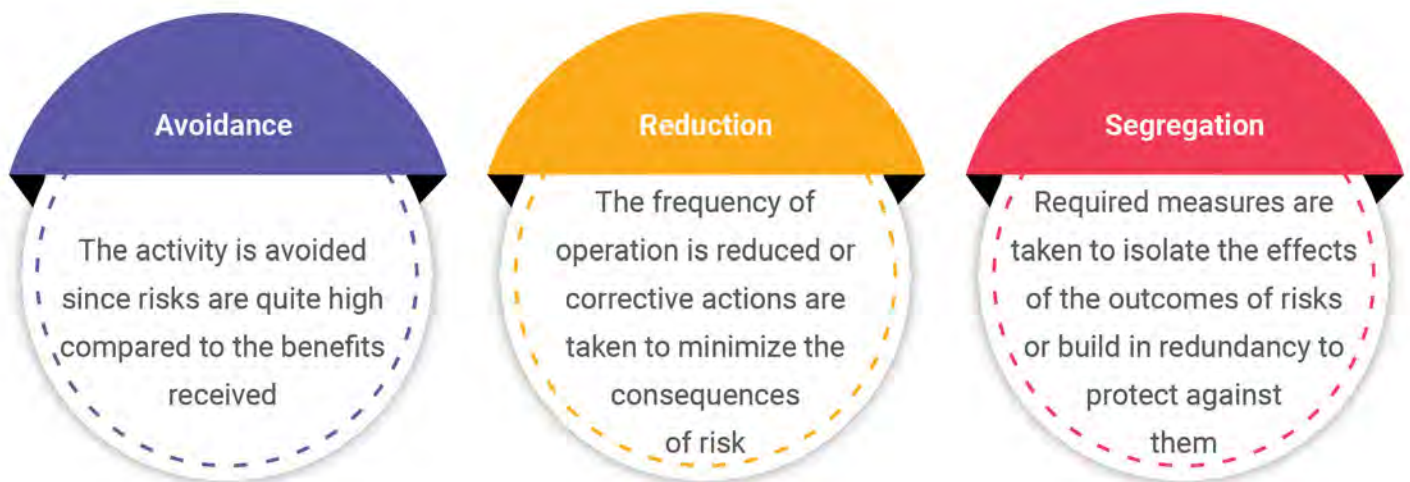 Avoidance
The activity is avoided
since risks are quite high
compared to the benefits
received
Reduction
The frequency of
operation is reduced or
corrective actions are
taken to minimize the
consequences
of risk
Segregation
Required measures are
taken to isolate the effects
of the outcomes of risks
or build in redundancy to
protect against
them